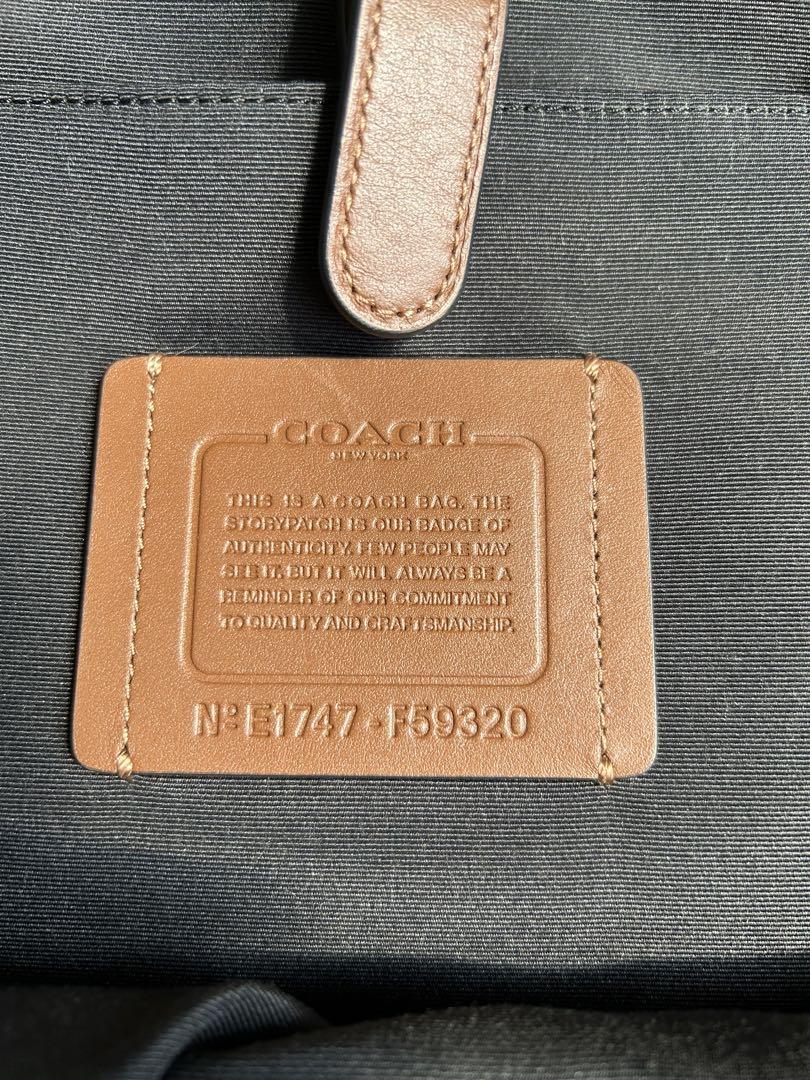 COACH
NEW YORK
THIS IS A COACH BAG. THE
STORYPATCH IS OUR BADGE OF
AUTHENTICITY. FEW PEOPLE MAY
SEE IT. BUT IT WILL ALWAYS BE A
REMINDER OF OUR COMMITMENT
TO QUALITY AND CRAFTSMANSHIP.
Nº E1747 - F59320